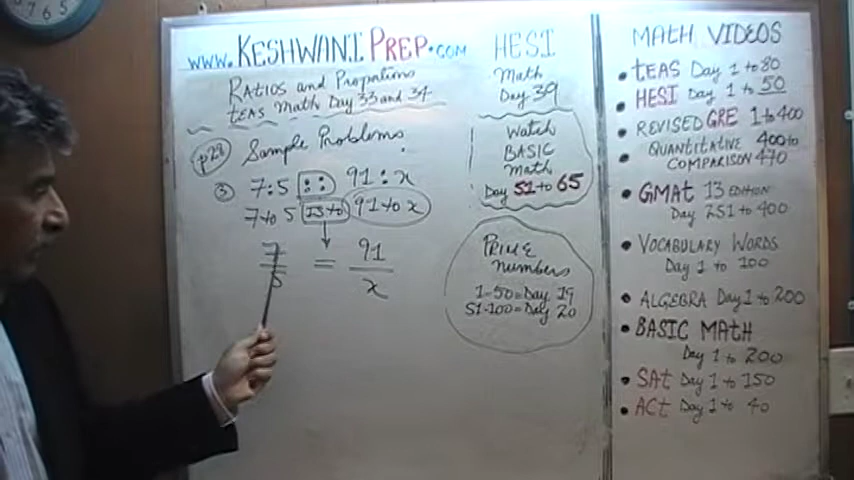 www.KESHWANI PREP.com
RATIOS and Propations
tEAS Math Day 33 and 34
p28 Sample Problems
③ 7:5 :: 91:x
7 to 5 is to 91 to x
7/5 = 91/x
HESI
Math
Day 39
Watch
BASIC
Math
Day 51 to 65
PRIME
numbers
1-50=Day 19
51-100=Day 20
MATH VIDEOS
• tEAS Day 1 to 80
• HESI Day 1 to 50
• REVISED GRE 1 to 400
• QUANTITATIVE 400 to
COMPARISON 470
• GMAt 13 EDITION
Day 251 to 400
• VOCABULARY WORDS
Day 1 to 100
• ALGEBRA Day 1 to 200
• BASIC MATH
Day 1 to 200
• SAt Day 1 to 150
• ACt Day 1 to 40
7 6 5